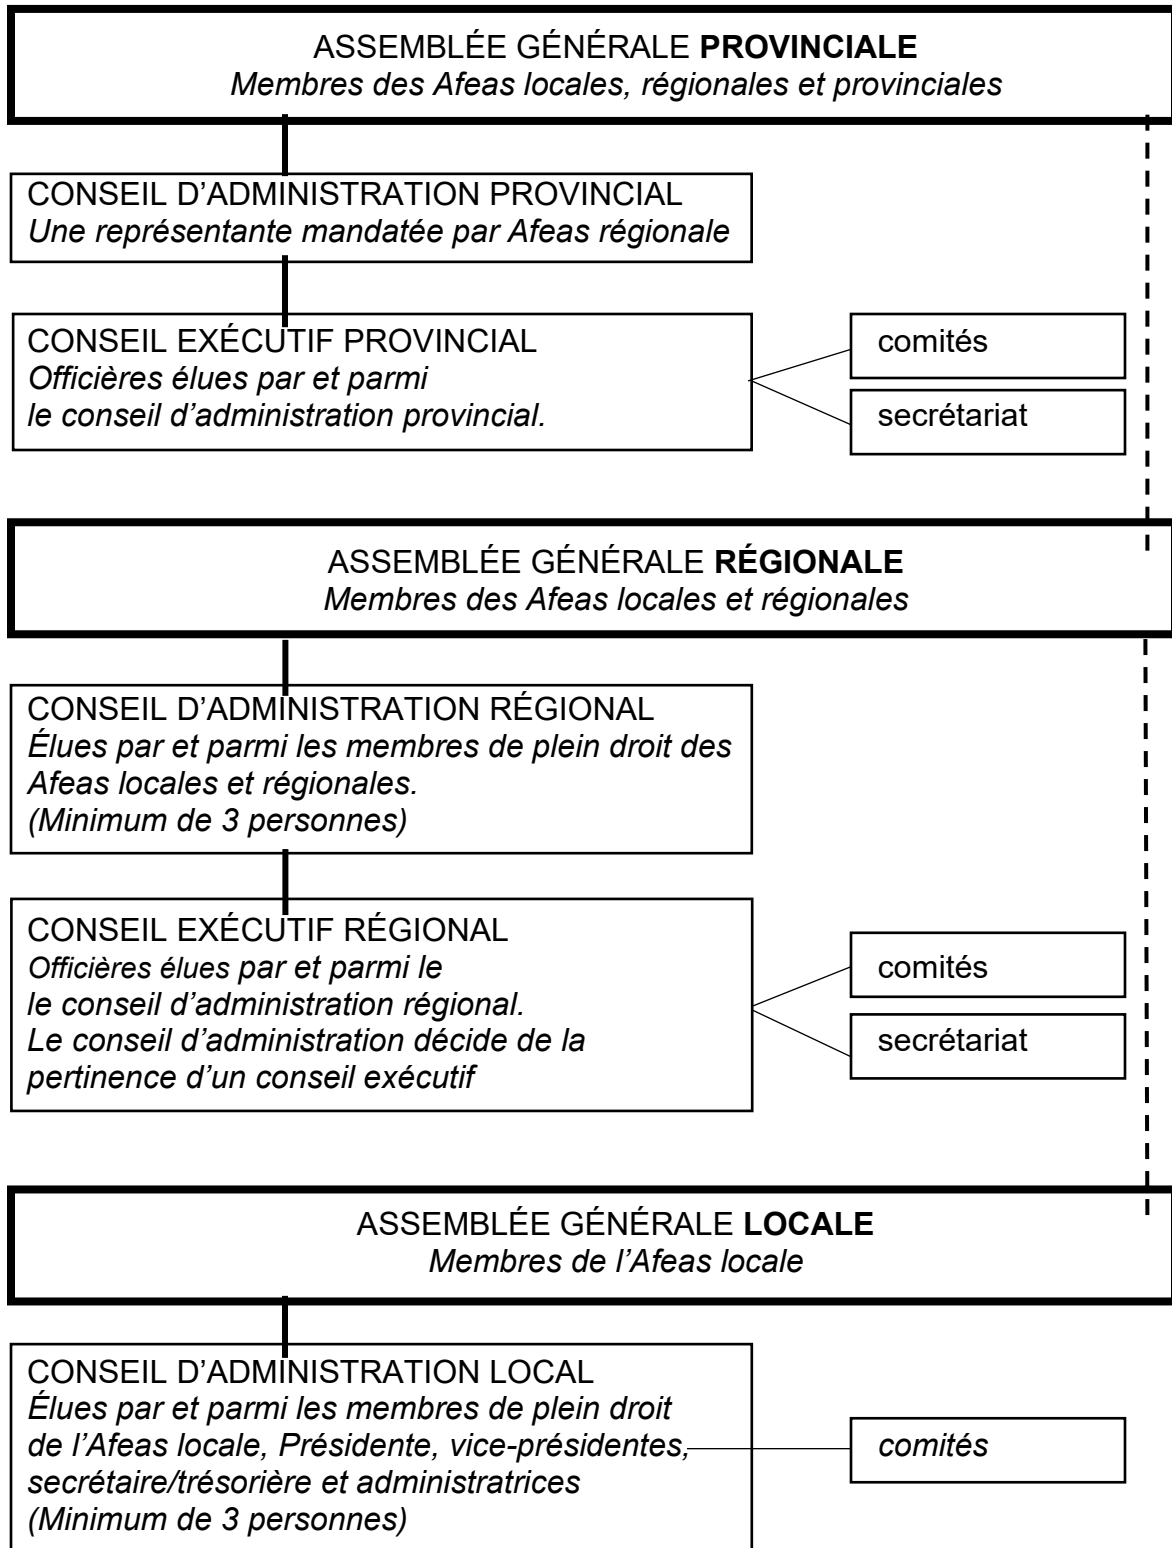 ASSEMBLÉE GÉNÉRALE PROVINCIALE
Membres des Afeas locales, régionales et provinciales
CONSEIL D’ADMINISTRATION PROVINCIAL
Une représentante mandatée par Afeas régionale
CONSEIL EXÉCUTIF PROVINCIAL
Officières élues par et parmi
le conseil d’administration provincial.
comités
secrétariat
ASSEMBLÉE GÉNÉRALE RÉGIONALE
Membres des Afeas locales et régionales
CONSEIL D’ADMINISTRATION RÉGIONAL
Élues par et parmi les membres de plein droit des
Afeas locales et régionales.
(Minimum de 3 personnes)
CONSEIL EXÉCUTIF RÉGIONAL
Officières élues par et parmi le
le conseil d’administration régional.
Le conseil d’administration décide de la
pertinence d’un conseil exécutif
comités
secrétariat
ASSEMBLÉE GÉNÉRALE LOCALE
Membres de l’Afeas locale
CONSEIL D’ADMINISTRATION LOCAL
Élues par et parmi les membres de plein droit
de l’Afeas locale, Présidente, vice-présidentes,
secrétaire/trésorière et administratrices
(Minimum de 3 personnes)
comités